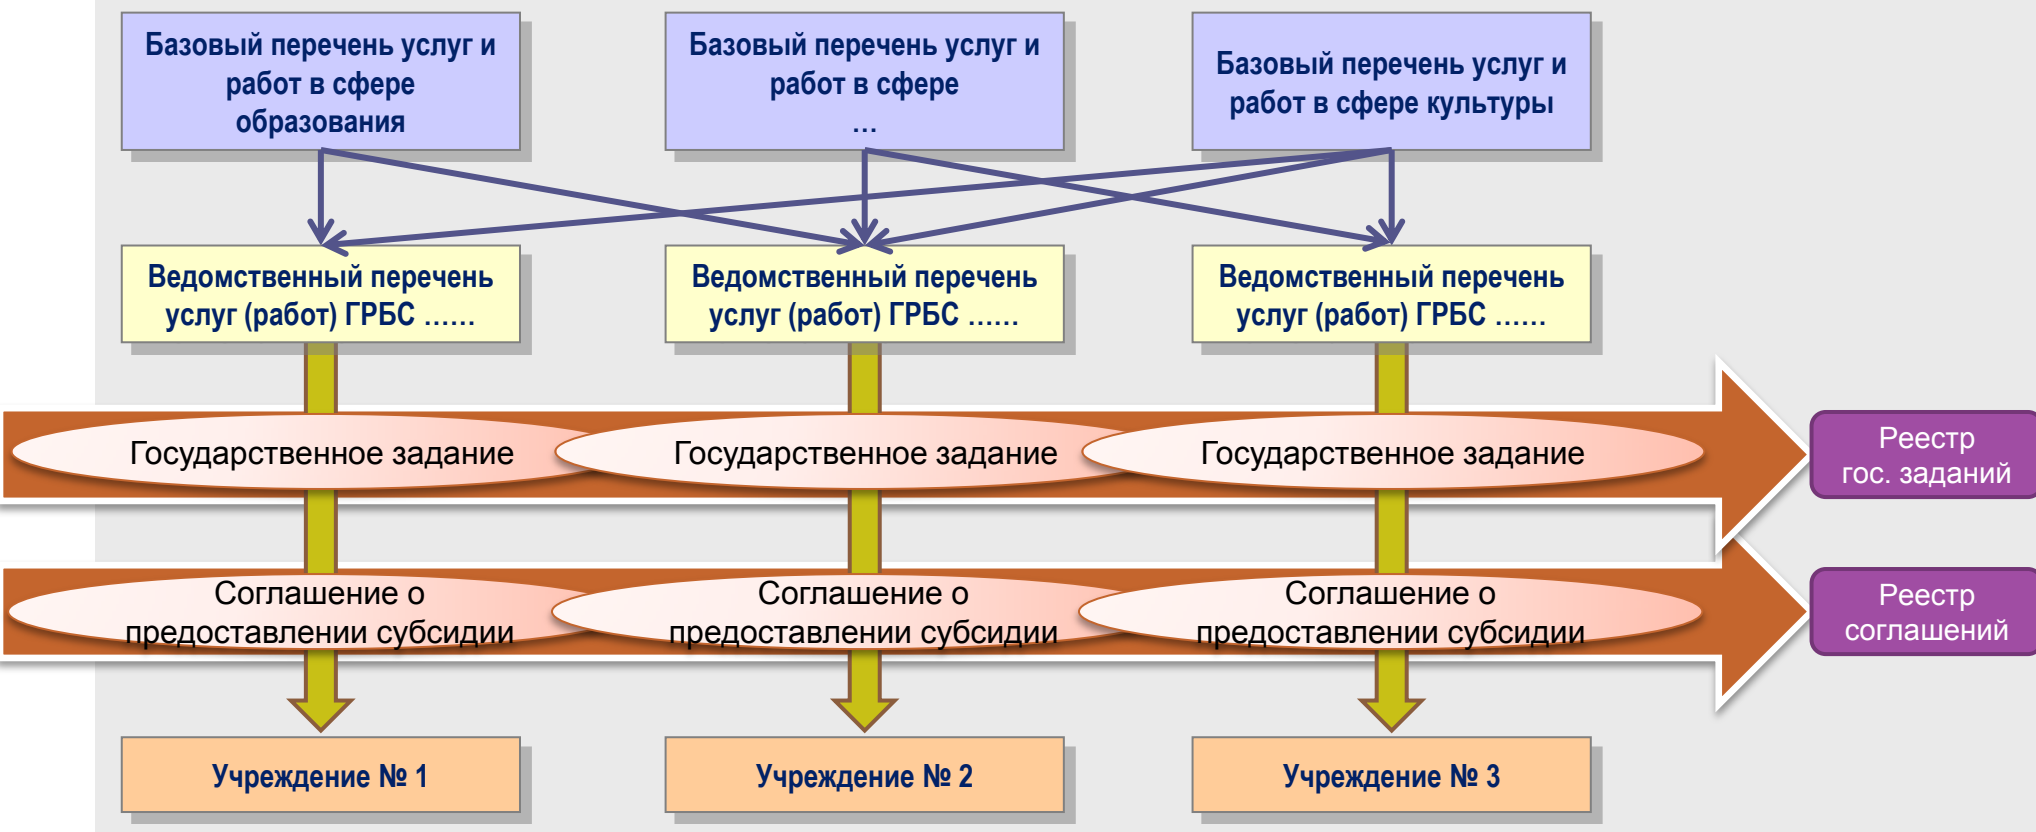 Базовый перечень услуг и
работ в сфере
образования
Базовый перечень услуг и
работ в сфере
…
Базовый перечень услуг и
работ в сфере культуры
Ведомственный перечень
услуг (работ) ГРБС ……
Ведомственный перечень
услуг (работ) ГРБС ……
Ведомственный перечень
услуг (работ) ГРБС ……
Государственное задание
Государственное задание
Государственное задание
Реестр
гос. заданий
Соглашение о
предоставлении субсидии
Соглашение о
предоставлении субсидии
Соглашение о
предоставлении субсидии
Реестр
соглашений
Учреждение № 1
Учреждение № 2
Учреждение № 3